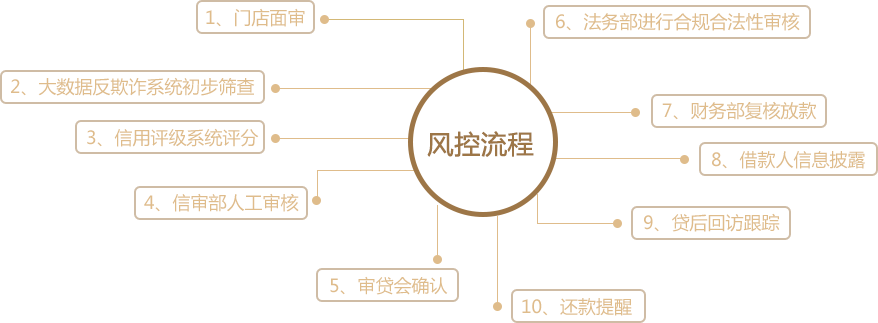 1、门店面审
2、大数据反欺诈系统初步筛查
3、信用评级系统评分
4、信审部人工审核
5、审贷会确认
风控流程
6、法务部进行合规合法性审核
7、财务部复核放款
8、借款人信息披露
9、贷后回访跟踪
10、还款提醒